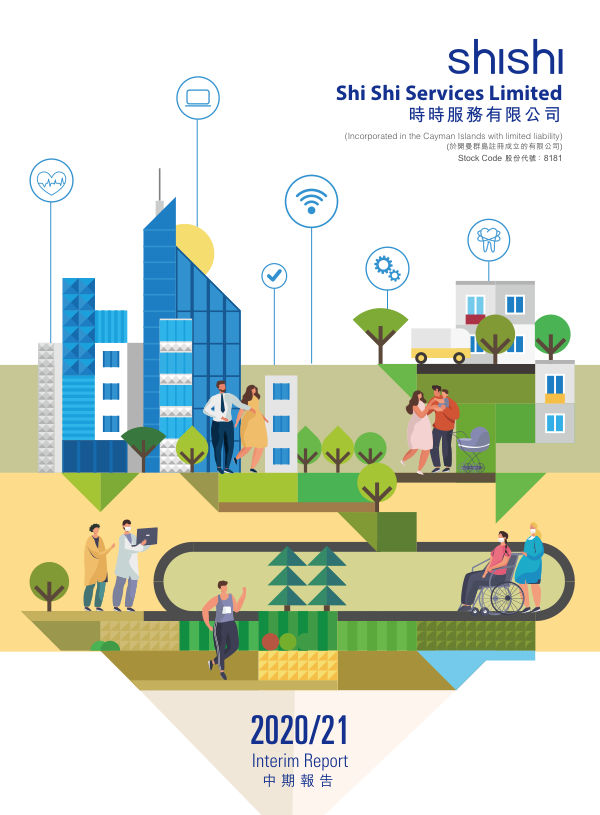 shishi
Shi Shi Services Limited
時時服務有限公司
(Incorporated in the Cayman Islands with limited liability)
(於開曼群島註冊成立的有限公司)
Stock Code 股份代號：8181
2020/21
Interim Report
中期報告